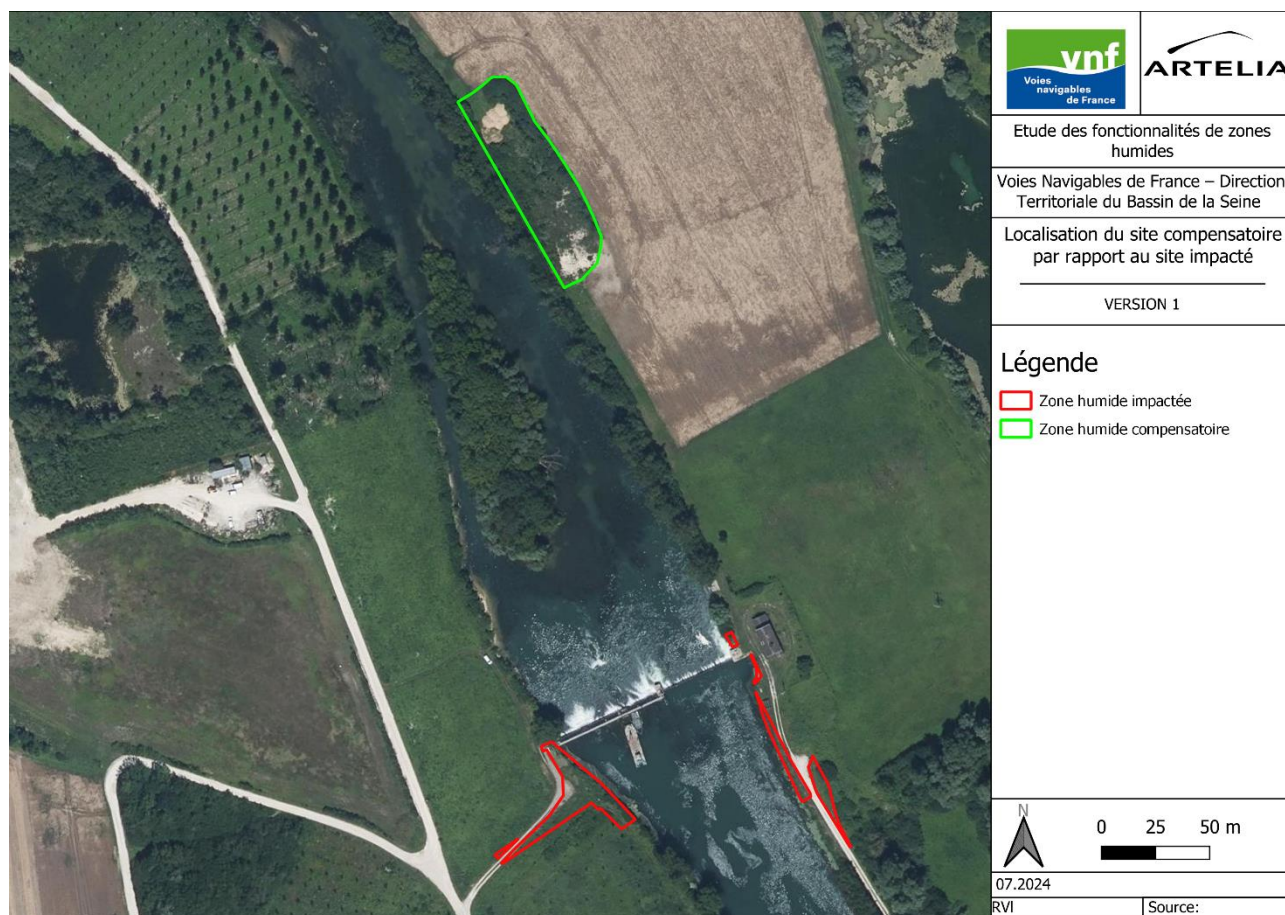 vnf
Voies
navigables
de France
ARTELIA
Etude des fonctionnalités de zones
humides
Voies Navigables de France – Direction
Territoriale du Bassin de la Seine
Localisation du site compensatoire
par rapport au site impacté
VERSION 1
Légende
Zone humide impactée
Zone humide compensatoire
N
0 25 50 m
07.2024
RVI Source: